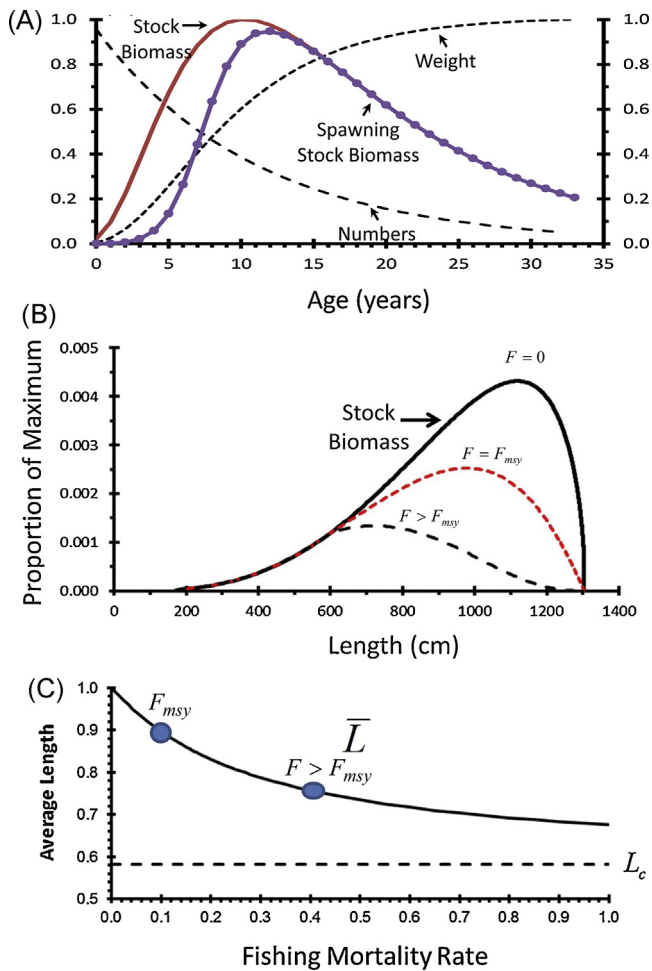 (A)
1.0
0.8
0.6
0.4
0.2
0.0
1.0
0.8
0.6
0.4
0.2
0.0
Stock
Biomass
Weight
Spawning
Stock Biomass
Numbers
0 5 10 15 20 25 30 35
Age (years)
(B)
0.005
0.004
0.003
0.002
0.001
0.000
Proportion of Maximum
F = 0
Stock
Biomass
F = Fmsy
F > Fmsy
0 200 400 600 800 1000 1200 1400
Length (cm)
(C)
1.0
0.9
0.8
0.7
0.6
0.5
Average Length
Fmsy
L̅
F > Fmsy
Lc
0.0 0.1 0.2 0.3 0.4 0.5 0.6 0.7 0.8 0.9 1.0
Fishing Mortality Rate